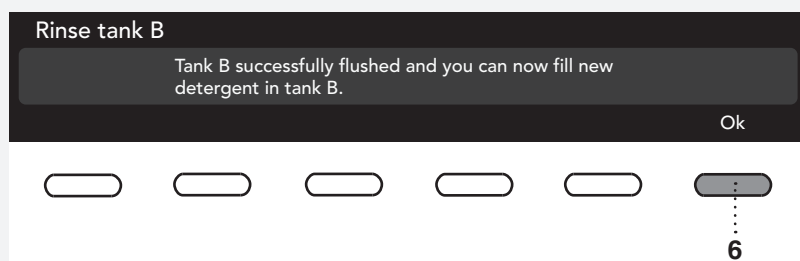 Rinse tank B
Tank B successfully flushed and you can now fill new
detergent in tank B.
Ok
6